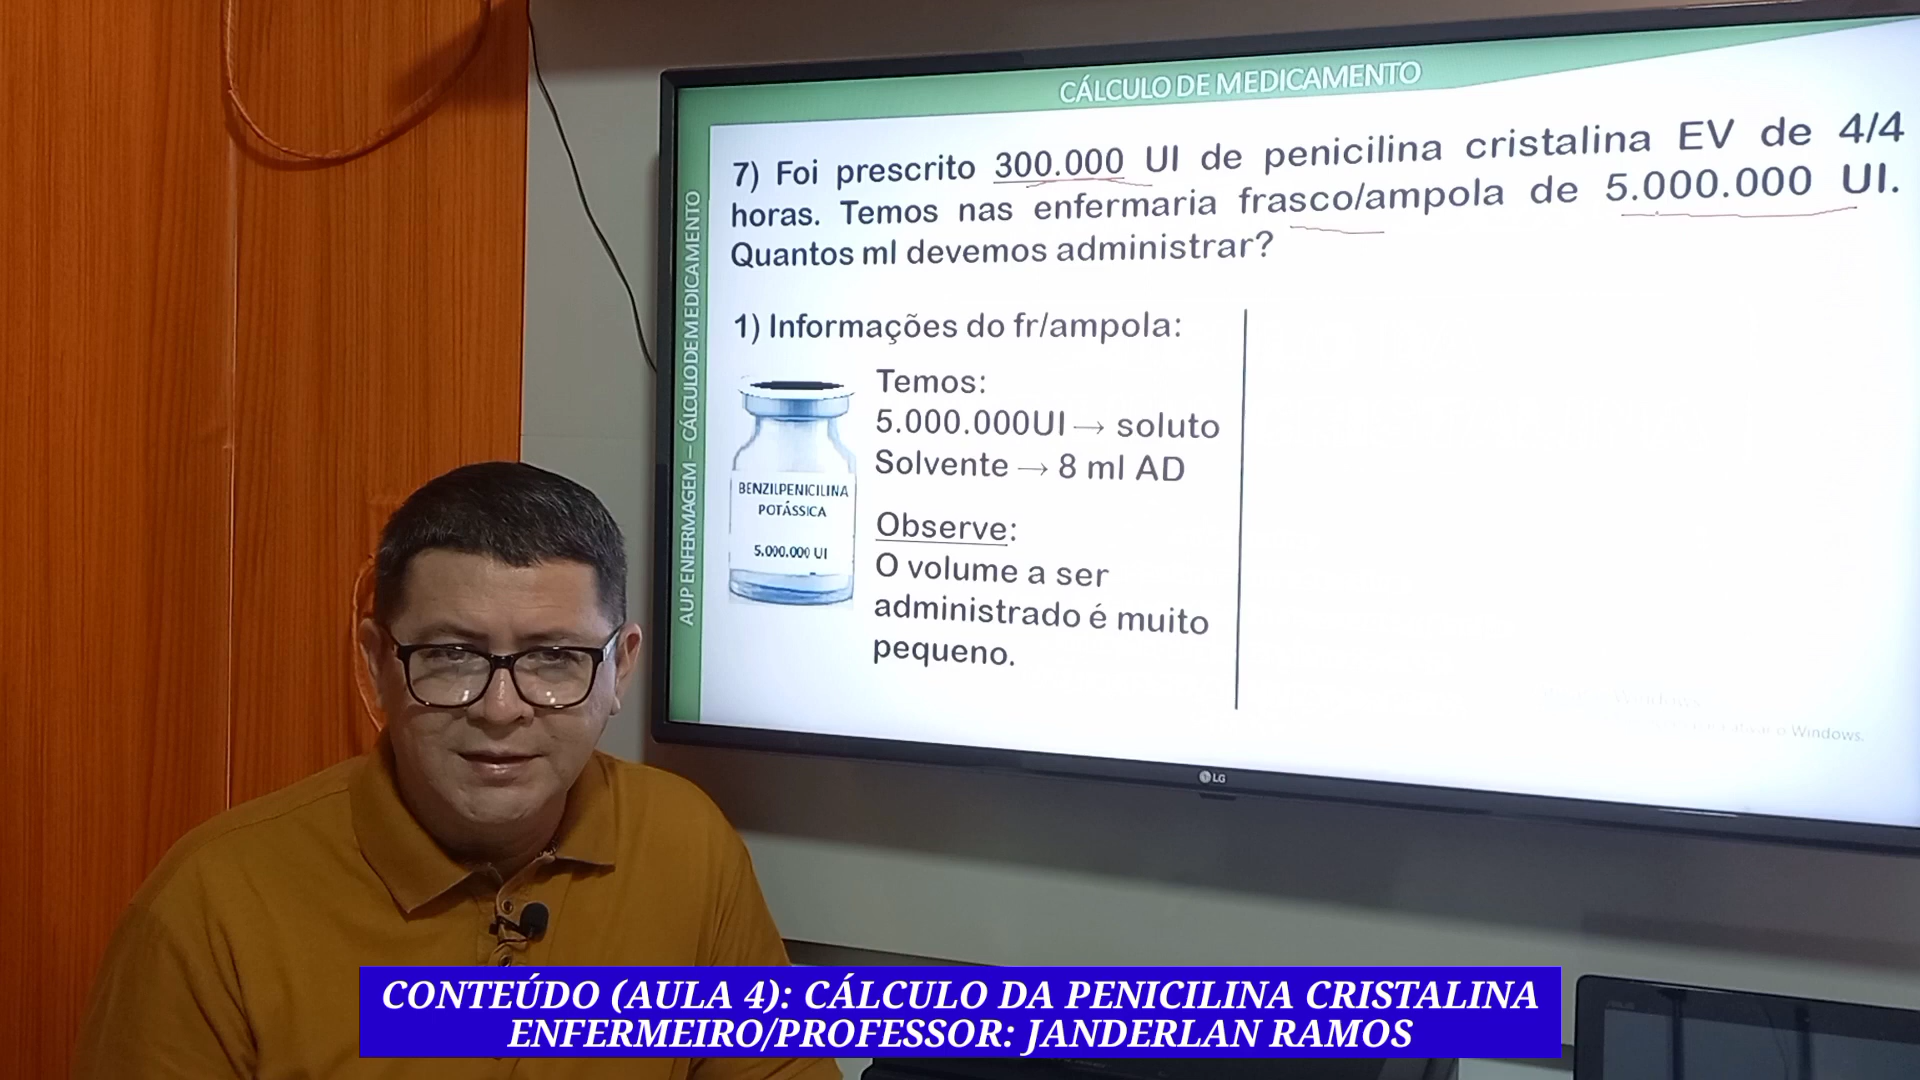 CÁLCULO DE MEDICAMENTO
AUP ENFERMAGEM – CÁLCULO DE MEDICAMENTO
7) Foi prescrito 300.000 UI de penicilina cristalina EV de 4/4
horas. Temos nas enfermaria frasco/ampola de 5.000.000 UI.
Quantos ml devemos administrar?
1) Informações do fr/ampola:
Temos:
5.000.000UI → soluto
Solvente → 8 ml AD
BENZILPENICILINA
POTÁSSICA
5.000.000 UI
Observe:
O volume a ser
administrado é muito
pequeno.
Windows
ativar o Windows.
LG
CONTEÚDO (AULA 4): CÁLCULO DA PENICILINA CRISTALINA
ENFERMEIRO/PROFESSOR: JANDERLAN RAMOS